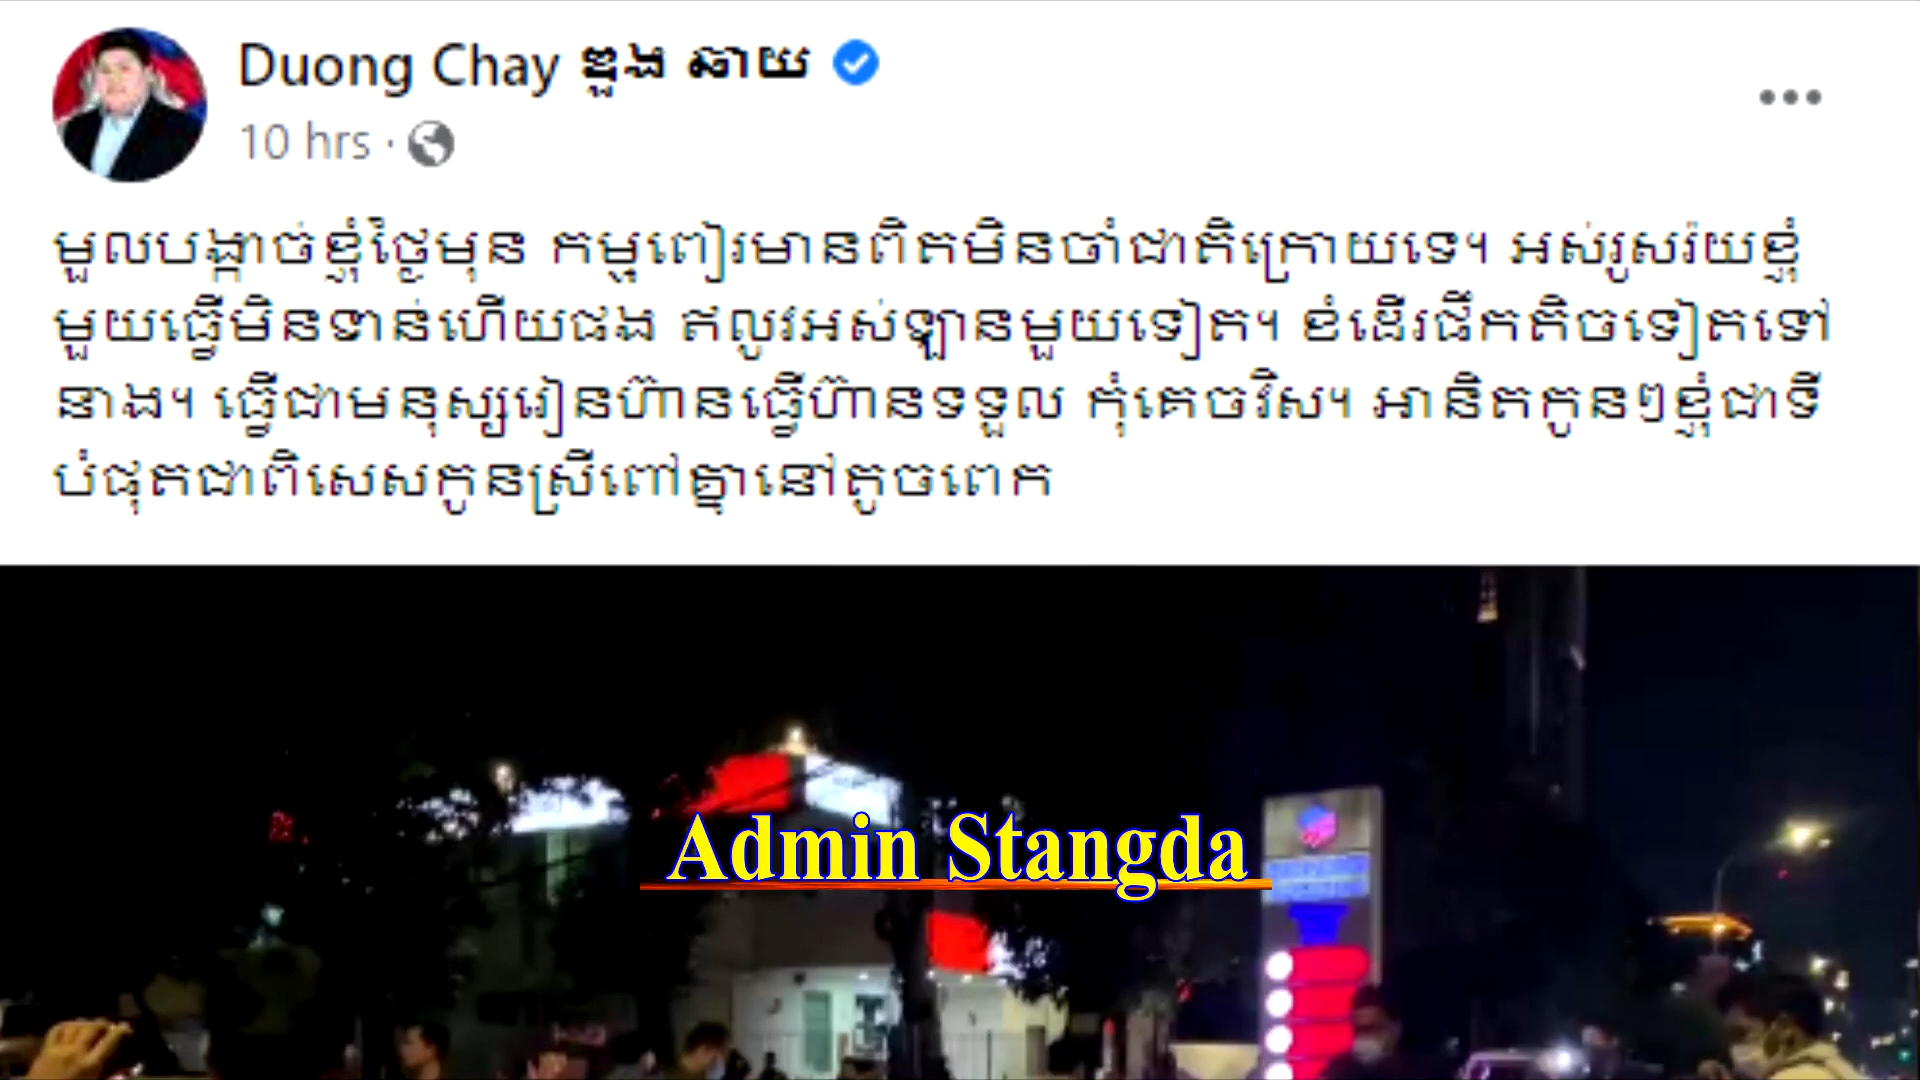 Duong Chay ឌួង ឆាយ
10 hrs ·
មួលបង្កាច់ខ្ញុំថ្ងៃមុន កម្មពៀរមានពិតមិនចាំជាតិក្រោយទេ។ អស់រូសរ៉យខ្ញុំ
មួយធ្វើមិនទាន់ហើយផង ឥលូវអស់ឡានមួយទៀត។ ខំដើរផឹកតិចទៀតទៅ
នាង។ ធ្វើជាមនុស្សរៀនហ៊ានធ្វើហ៊ានទទួល កុំគេចវិស។ អានិតកូនៗខ្ញុំជាទី
បំផុតជាពិសេសកូនស្រីពៅគ្នានៅតូចពេក
Admin Stangda